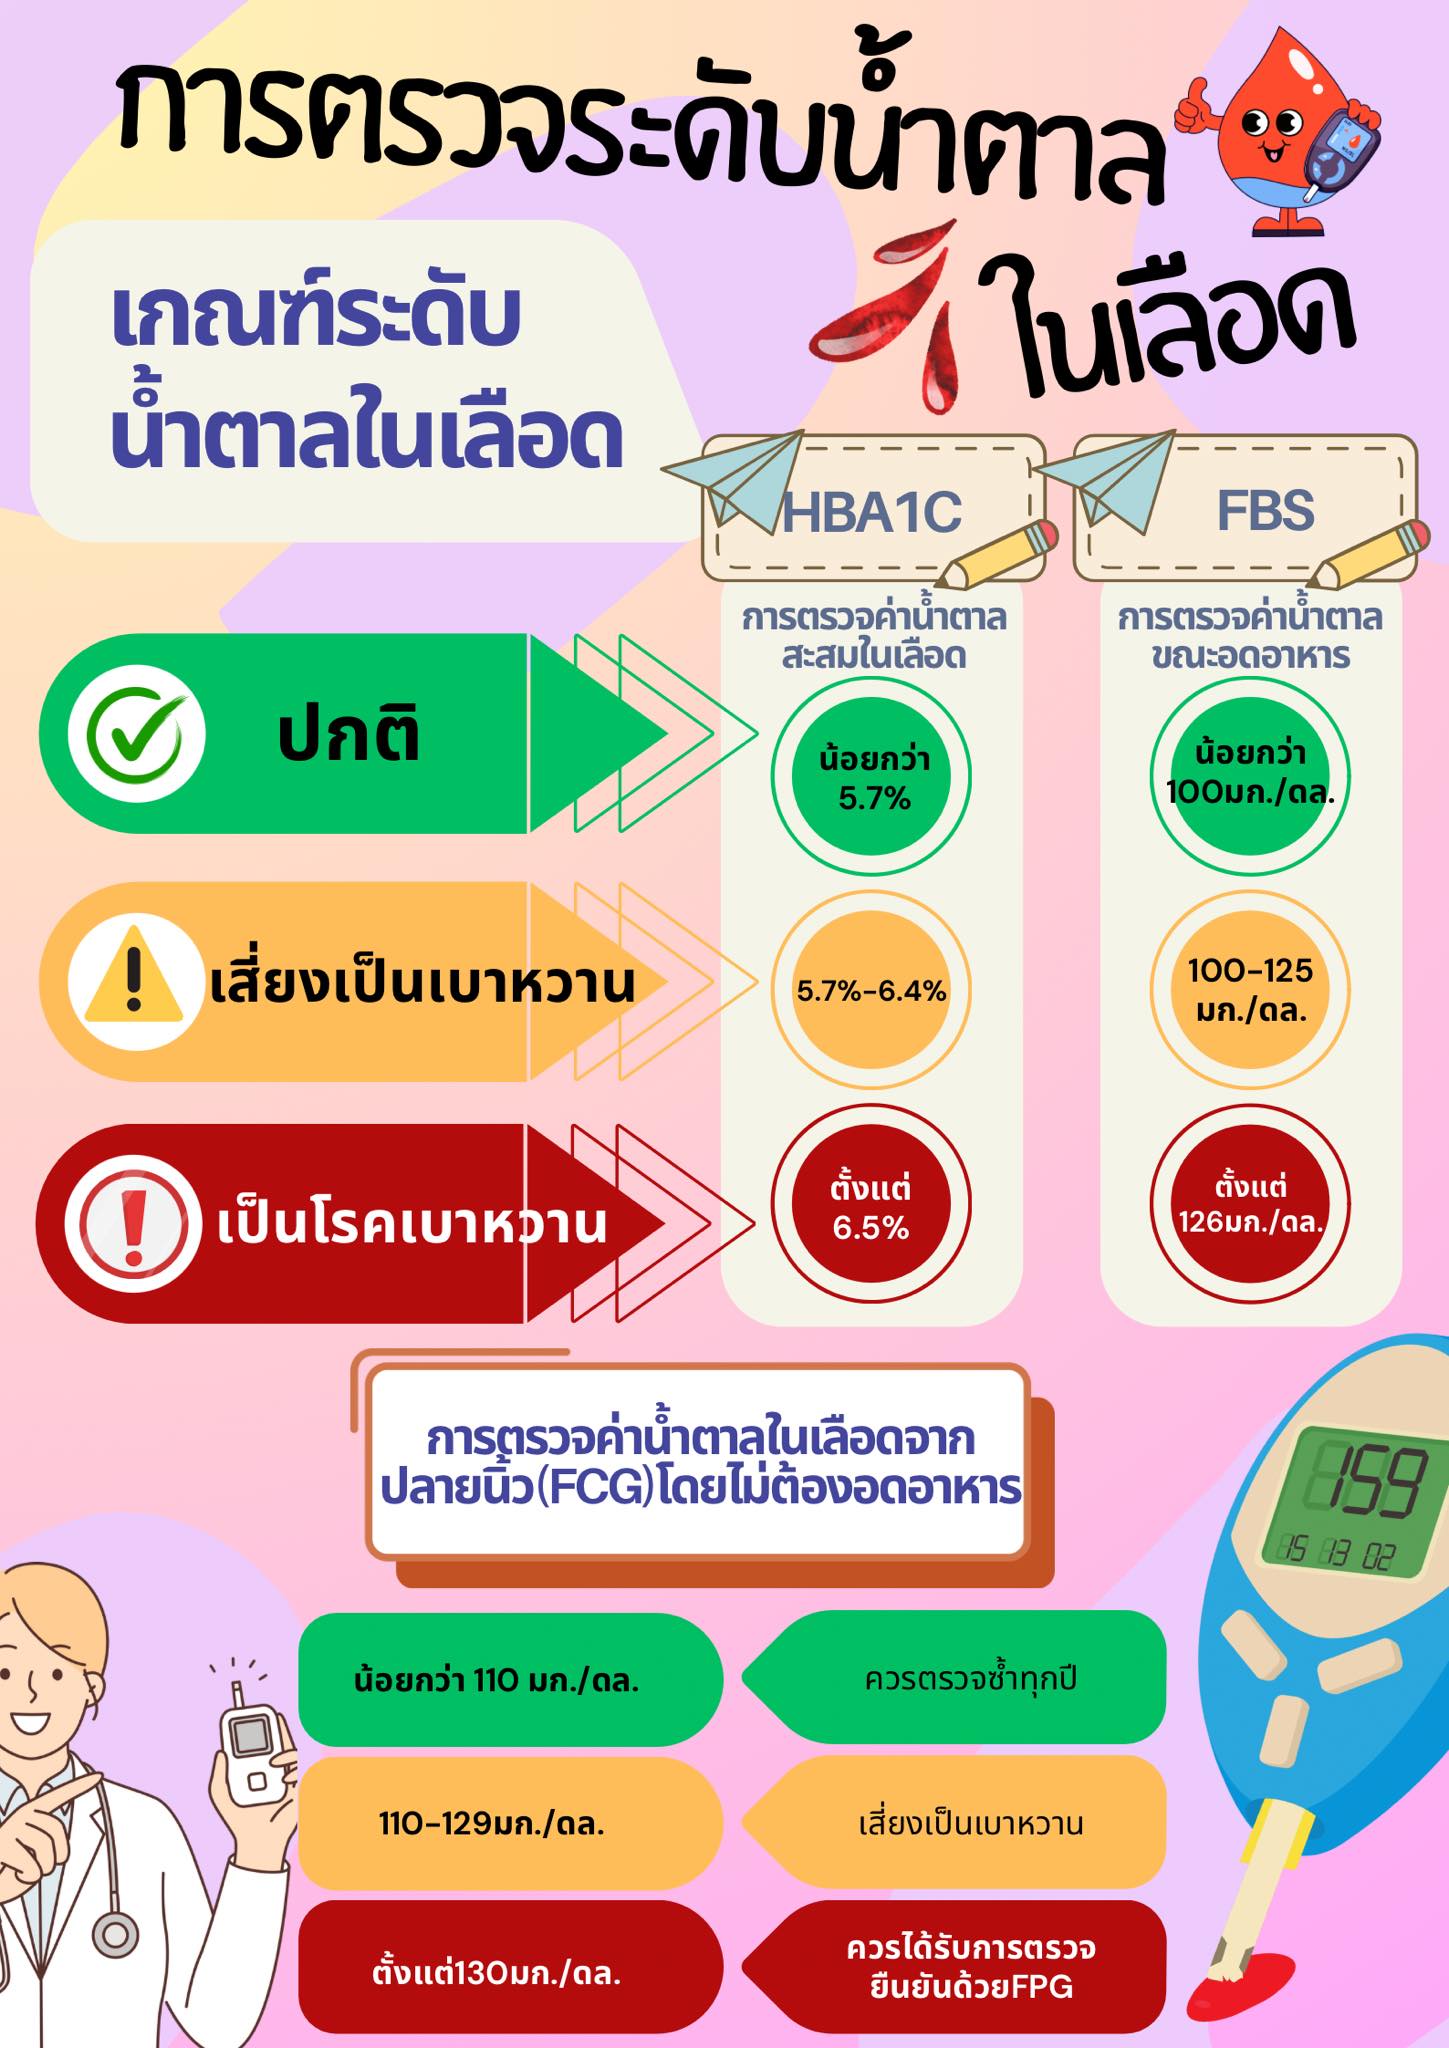 การตรวจระดับน้ำตาล
ในเลือด
เกณฑ์ระดับ
น้ำตาลในเลือด
HBA1C
FBS
การตรวจค่าน้ำตาล
สะสมในเลือด
การตรวจค่าน้ำตาล
ขณะอดอาหาร
ปกติ
น้อยกว่า
5.7%
น้อยกว่า
100มก./ดล.
เสี่ยงเป็นเบาหวาน
5.7%-6.4%
100-125
มก./ดล.
เป็นโรคเบาหวาน
ตั้งแต่
6.5%
ตั้งแต่
126มก./ดล.
การตรวจค่าน้ำตาลในเลือดจาก
ปลายนิ้ว(FCG)โดยไม่ต้องอดอาหาร
159
15 13 02
น้อยกว่า 110 มก./ดล.
ควรตรวจซ้ำทุกปี
110-129มก./ดล.
เสี่ยงเป็นเบาหวาน
ตั้งแต่130มก./ดล.
ควรได้รับการตรวจ
ยืนยันด้วยFPG